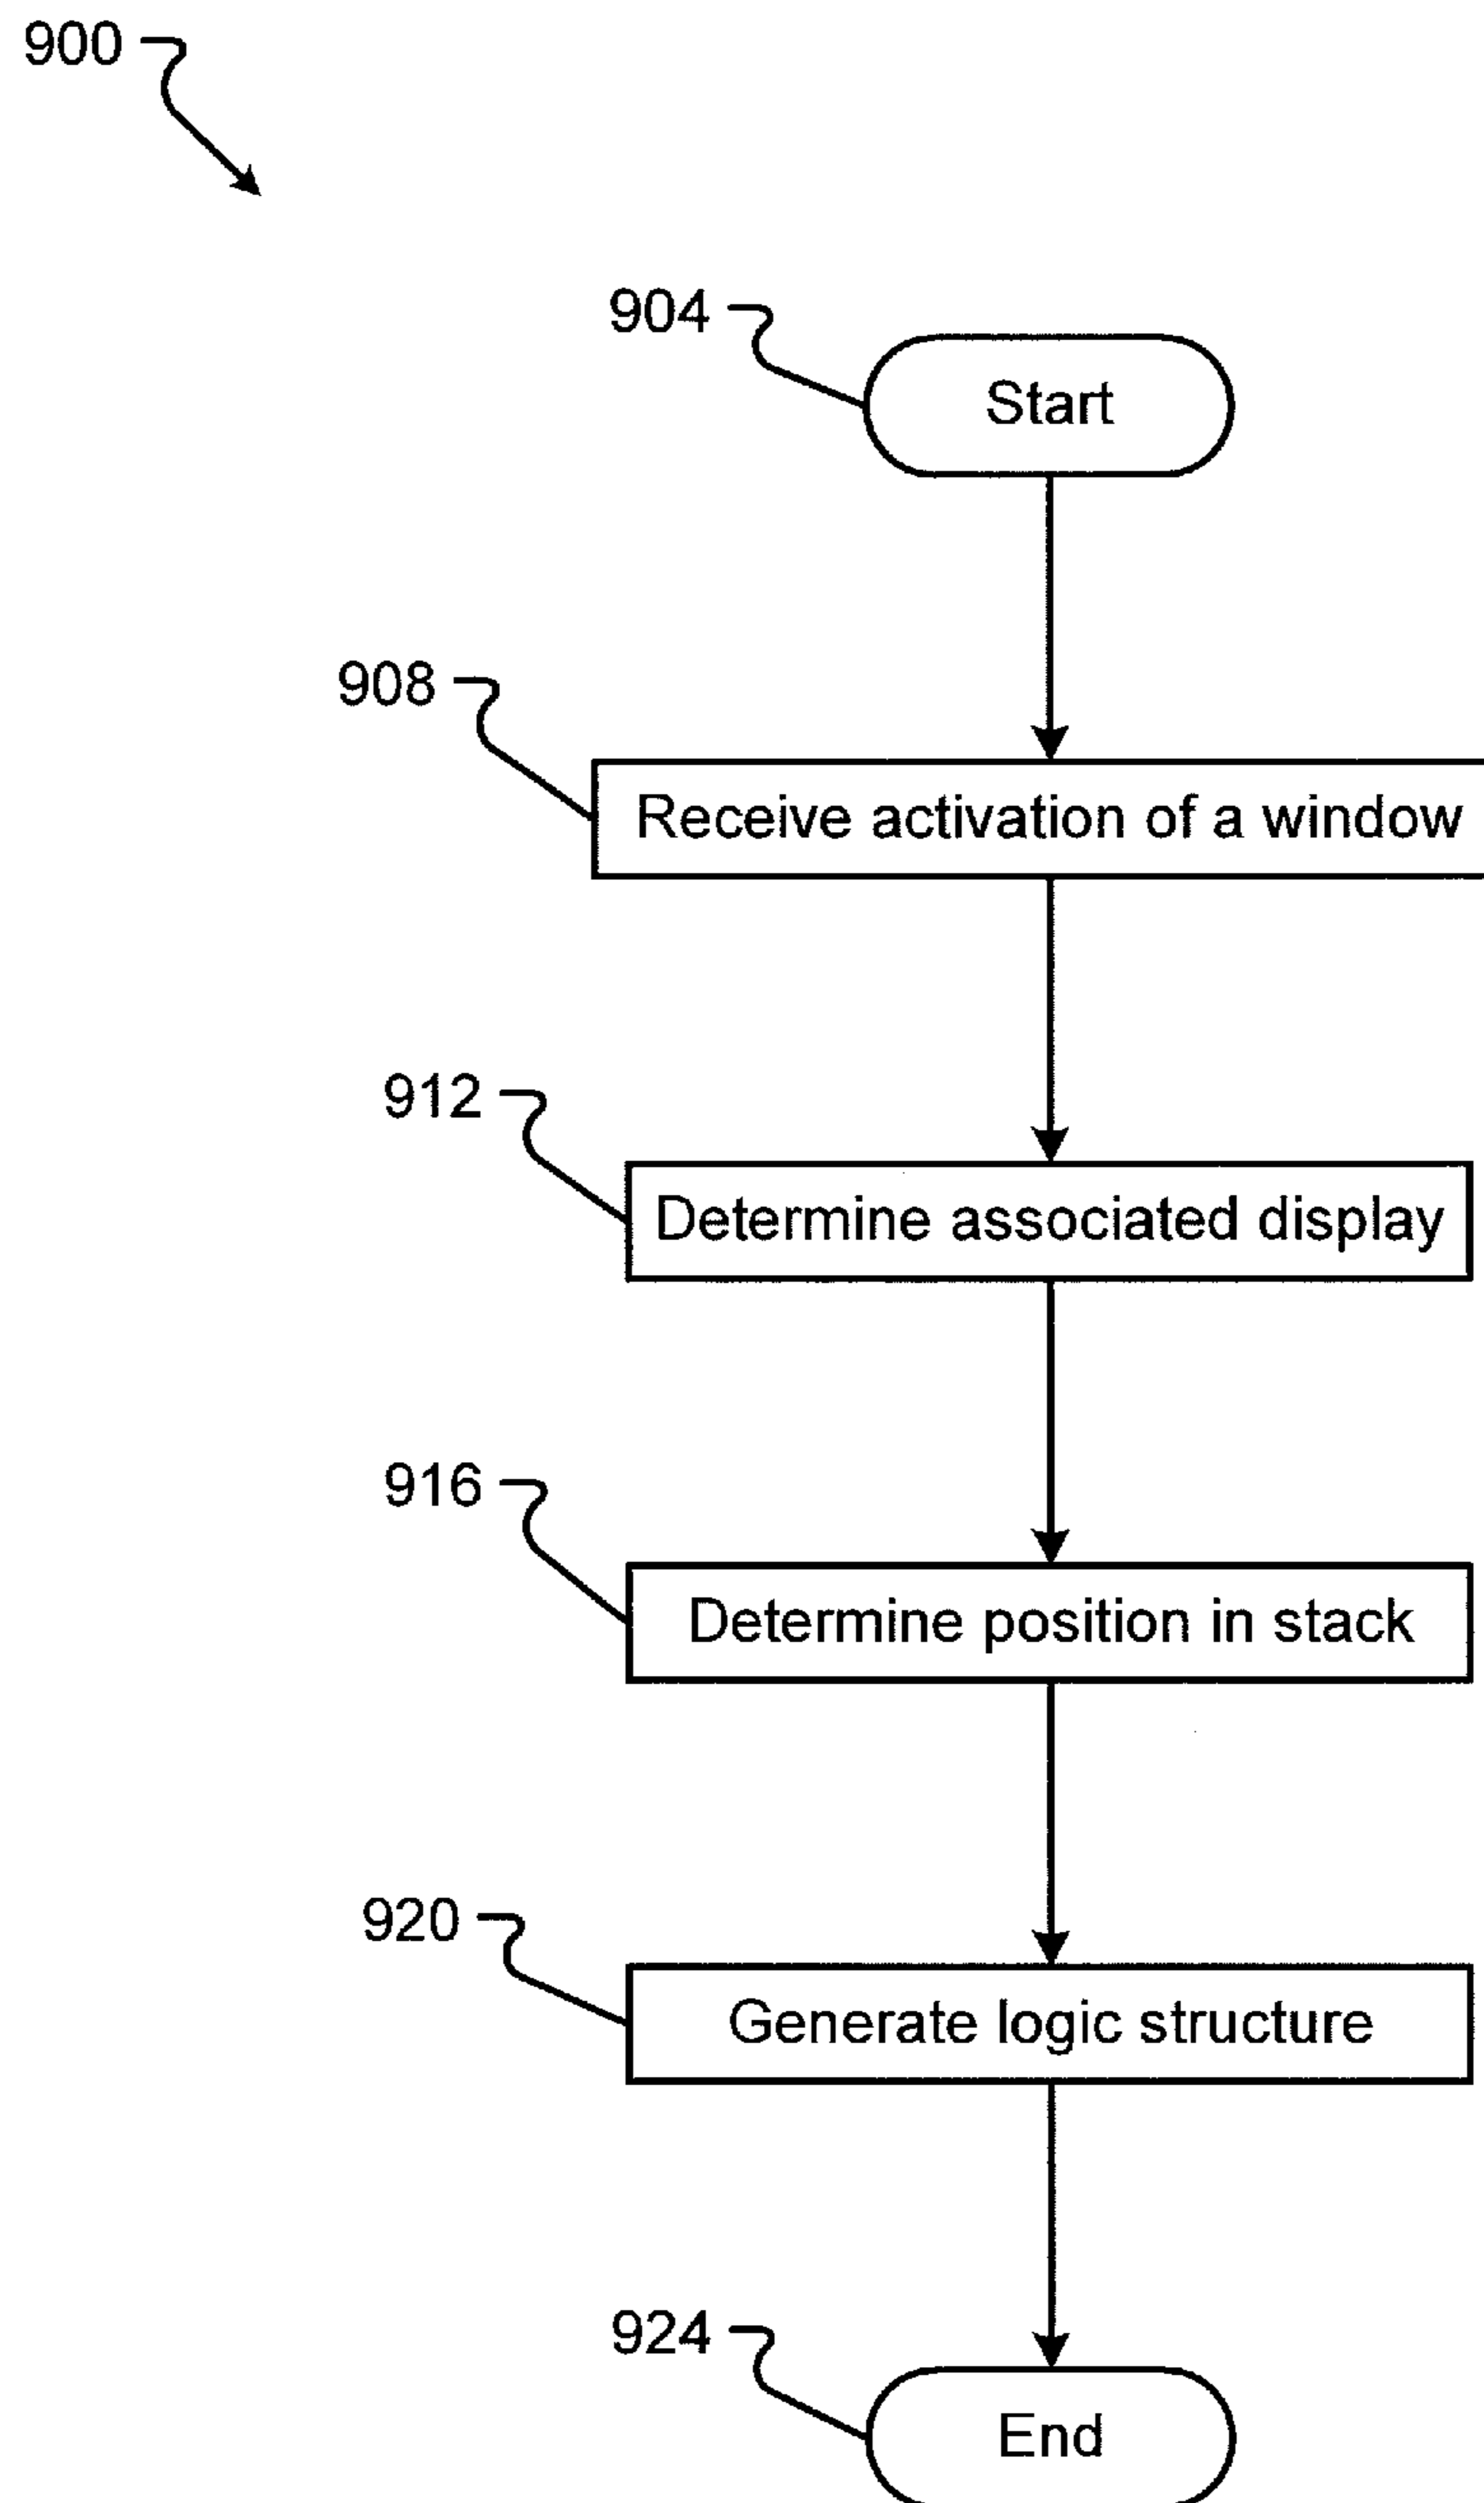 900
904
Start
908
Receive activation of a window
912
Determine associated display
916
Determine position in stack
920
Generate logic structure
924
End